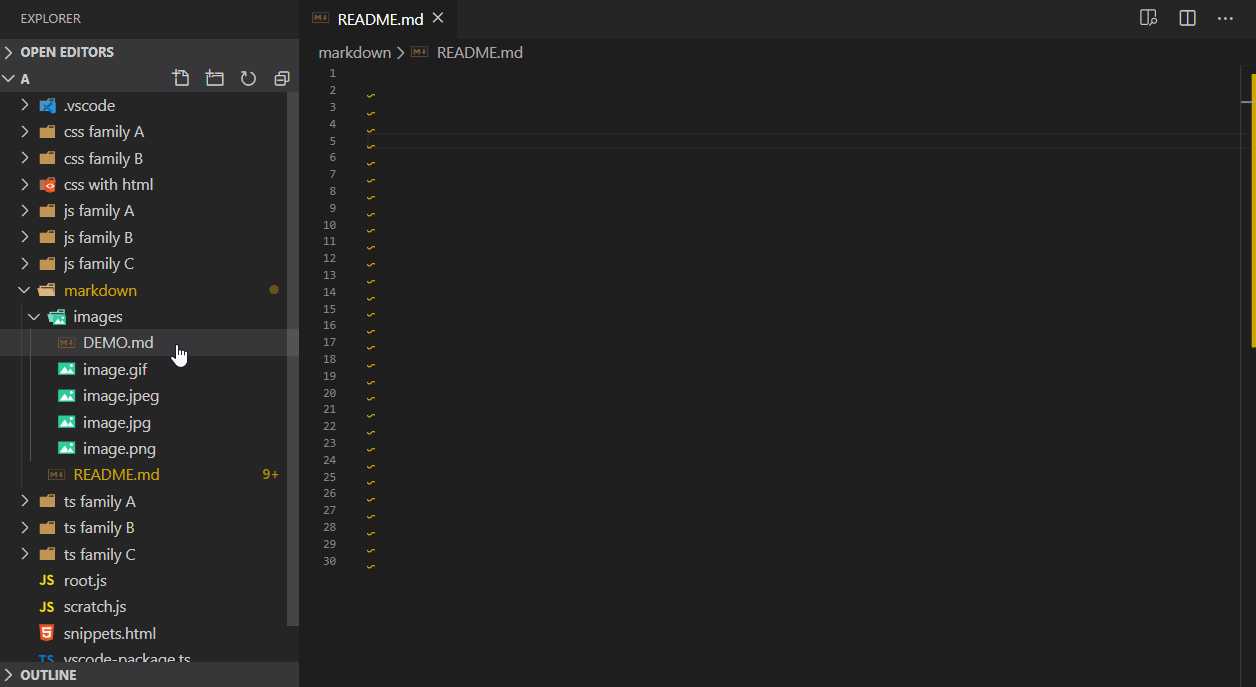 EXPLORER
OPEN EDITORS
A
.vscode
css family A
css family B
css with html
js family A
js family B
js family C
markdown
images
DEMO.md
image.gif
image.jpeg
image.jpg
image.png
README.md 9+
ts family A
ts family B
ts family C
JS root.js
JS scratch.js
snippets.html
TS vscode-package.ts
OUTLINE
README.md
markdown > README.md
1
2
3
4
5
6
7
8
9
10
11
12
13
14
15
16
17
18
19
20
21
22
23
24
25
26
27
28
29
30